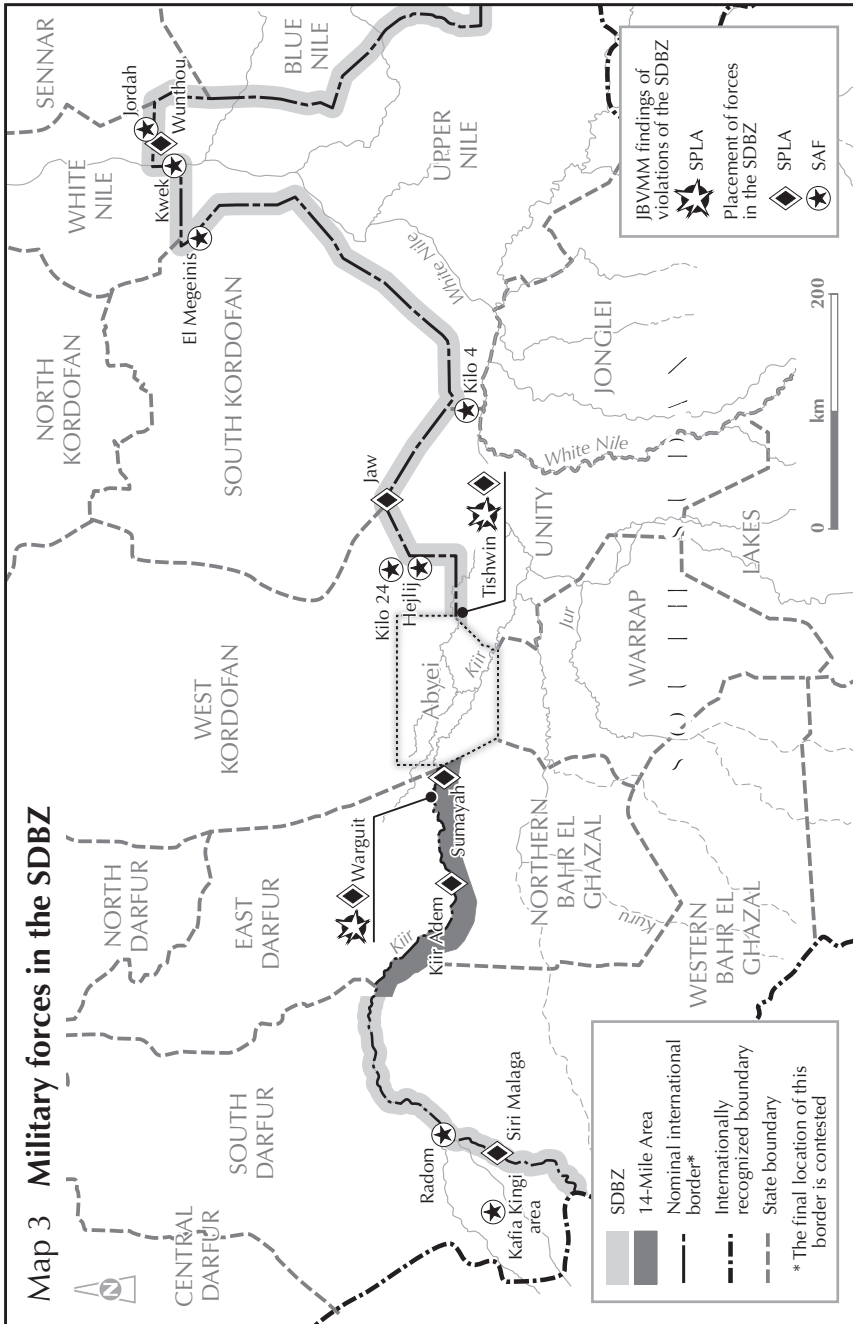 Map 3 Military forces in the SDBZ
N
SENNAR
WHITE
NILE
BLUE
NILE
UPPER
NILE
NORTH
KORDOFAN
SOUTH KORDOFAN
WEST
KORDOFAN
NORTH
DARFUR
EAST
DARFUR
SOUTH
DARFUR
CENTRAL
DARFUR
Jordah
Wunthou
Kwek
El Megeinis
White Nile
Kilo 4
Jaw
Kilo 24
Hejlij
Tishwin
Abyei
Kiir
Warguit
Sumayah
Kiir Adem
Kiir
Radom
Siri Malaga
Kafia Kingi
area
JONGLEI
White Nile
UNITY
LAKES
WARRAP
Jur
NORTHERN
BAHR EL
GHAZAL
Kuru
WESTERN
BAHR EL
GHAZAL
SDBZ
14-Mile Area
Nominal international
border*
Internationally
recognized boundary
State boundary
* The final location of this
border is contested
0 km 200
JBVMM findings of
violations of the SDBZ
SPLA
Placement of forces
in the SDBZ
SPLA
SAF